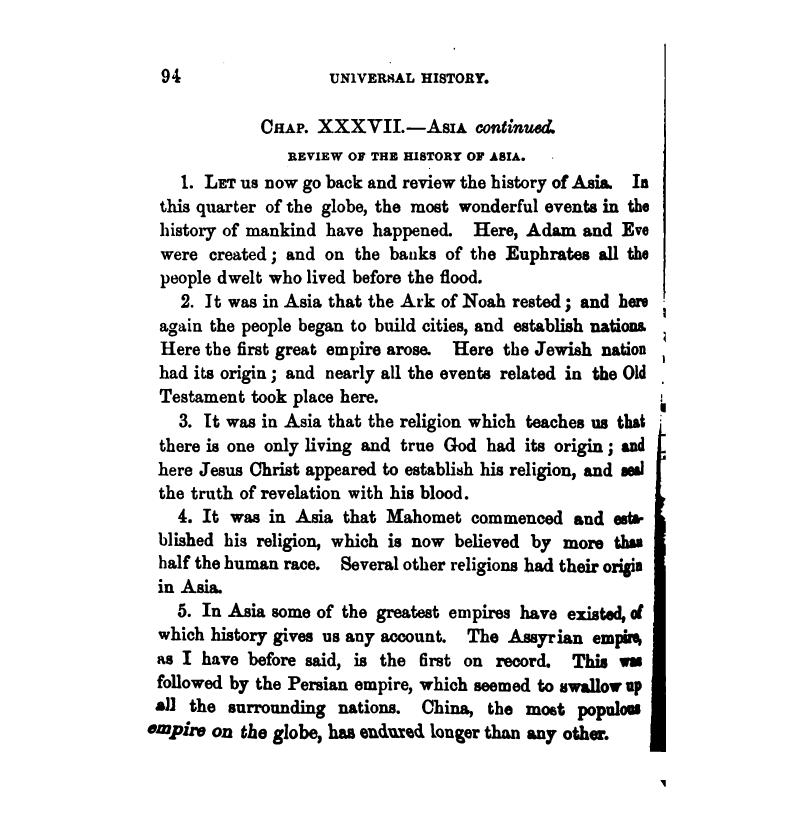 94 UNIVERSAL HISTORY.
CHAP. XXXVII.—ASIA continued.
REVIEW OF THE HISTORY OF ASIA.
1. LET us now go back and review the history of Asia. In
this quarter of the globe, the most wonderful events in the
history of mankind have happened. Here, Adam and Eve
were created; and on the banks of the Euphrates all the
people dwelt who lived before the flood.
2. It was in Asia that the Ark of Noah rested; and here
again the people began to build cities, and establish nations.
Here the first great empire arose. Here the Jewish nation
had its origin; and nearly all the events related in the Old
Testament took place here.
3. It was in Asia that the religion which teaches us that
there is one only living and true God had its origin; and
here Jesus Christ appeared to establish his religion, and seal
the truth of revelation with his blood.
4. It was in Asia that Mahomet commenced and esta-
blished his religion, which is now believed by more than
half the human race. Several other religions had their origin
in Asia.
5. In Asia some of the greatest empires have existed, of
which history gives us any account. The Assyrian empire,
as I have before said, is the first on record. This was
followed by the Persian empire, which seemed to swallow up
all the surrounding nations. China, the most populous
empire on the globe, has endured longer than any other.